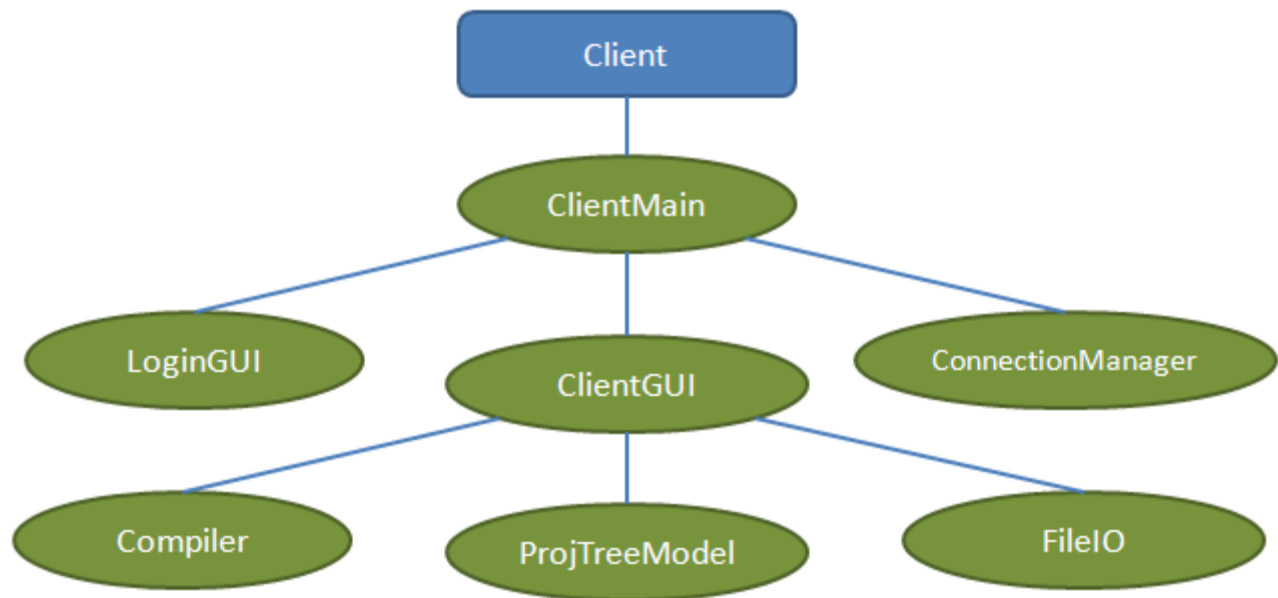 Client
ClientMain
LoginGUI
ClientGUI
ConnectionManager
Compiler
ProjTreeModel
FileIO